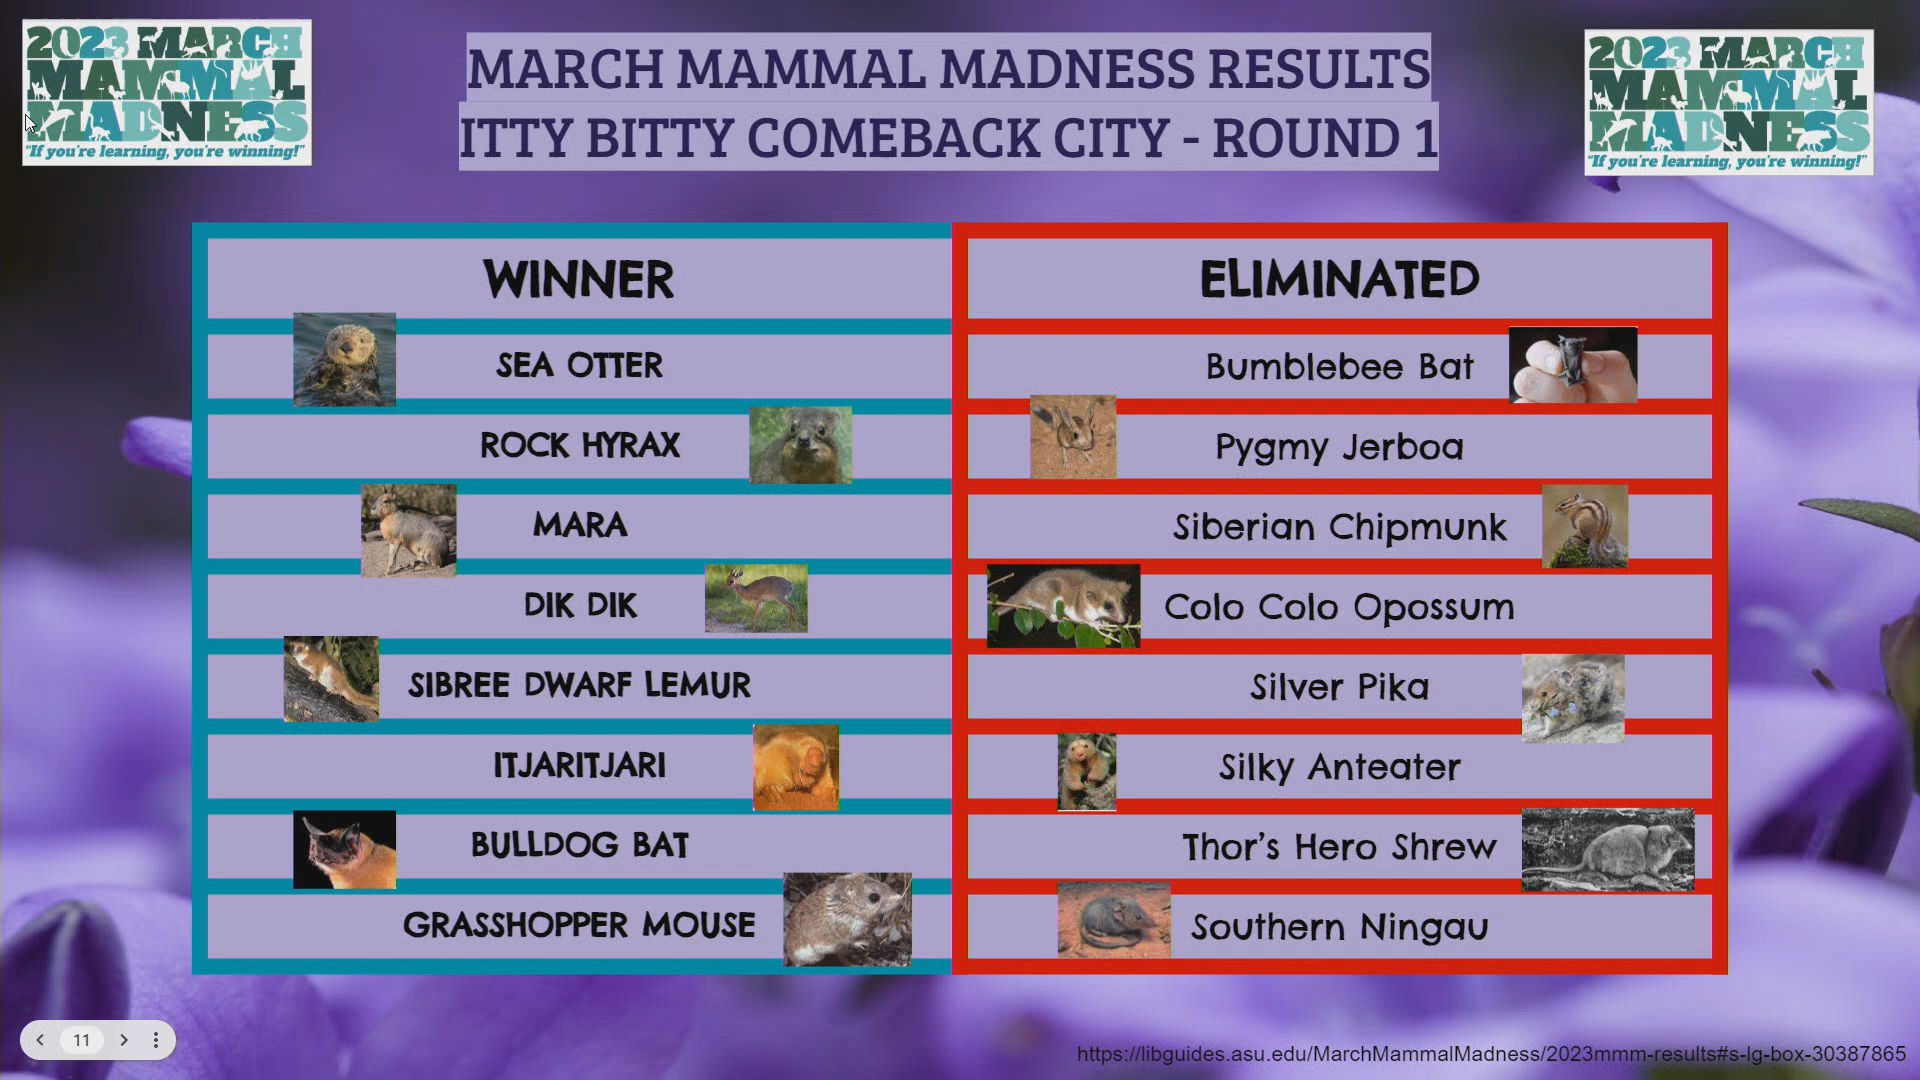 2023 MARCH
MAMMAL
MADNESS
"If you're learning, you're winning!"
MARCH MAMMAL MADNESS RESULTS
ITTY BITTY COMEBACK CITY - ROUND 1
2023 MARCH
MAMMAL
MADNESS
"If you're learning, you're winning!"
WINNER
ELIMINATED
SEA OTTER
Bumblebee Bat
ROCK HYRAX
Pygmy Jerboa
MARA
Siberian Chipmunk
DIK DIK
Colo Colo Opossum
SIBREE DWARF LEMUR
Silver Pika
ITJARITJARI
Silky Anteater
BULLDOG BAT
Thor's Hero Shrew
GRASSHOPPER MOUSE
Southern Ningau
11
https://libguides.asu.edu/MarchMammalMadness/2023mmm-results#s-lg-box-30387865